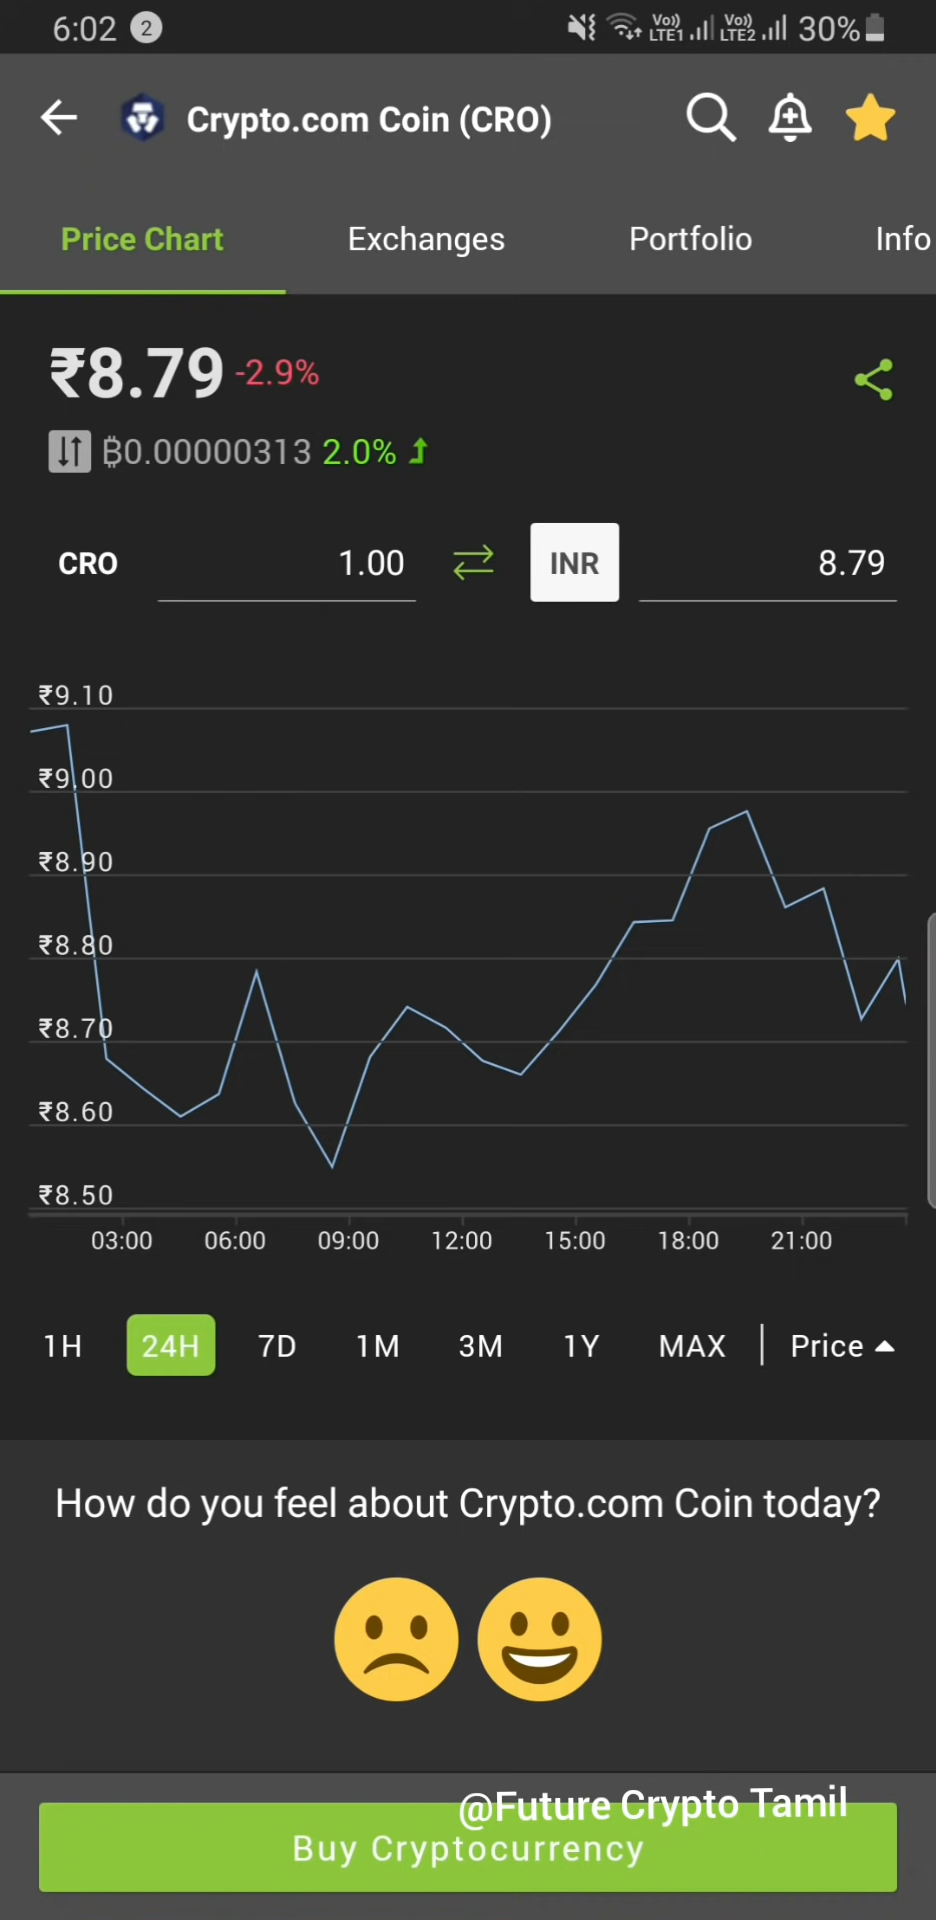 6:02 2 Vo)) LTE1 Vo)) LTE2 30%
Crypto.com Coin (CRO)
Price Chart Exchanges Portfolio Info
₹8.79 -2.9%
₿0.00000313 2.0%
CRO 1.00 INR 8.79
₹9.10
₹9.00
₹8.90
₹8.80
₹8.70
₹8.60
₹8.50
03:00 06:00 09:00 12:00 15:00 18:00 21:00
1H 24H 7D 1M 3M 1Y MAX | Price
How do you feel about Crypto.com Coin today?
@Future Crypto Tamil
Buy Cryptocurrency